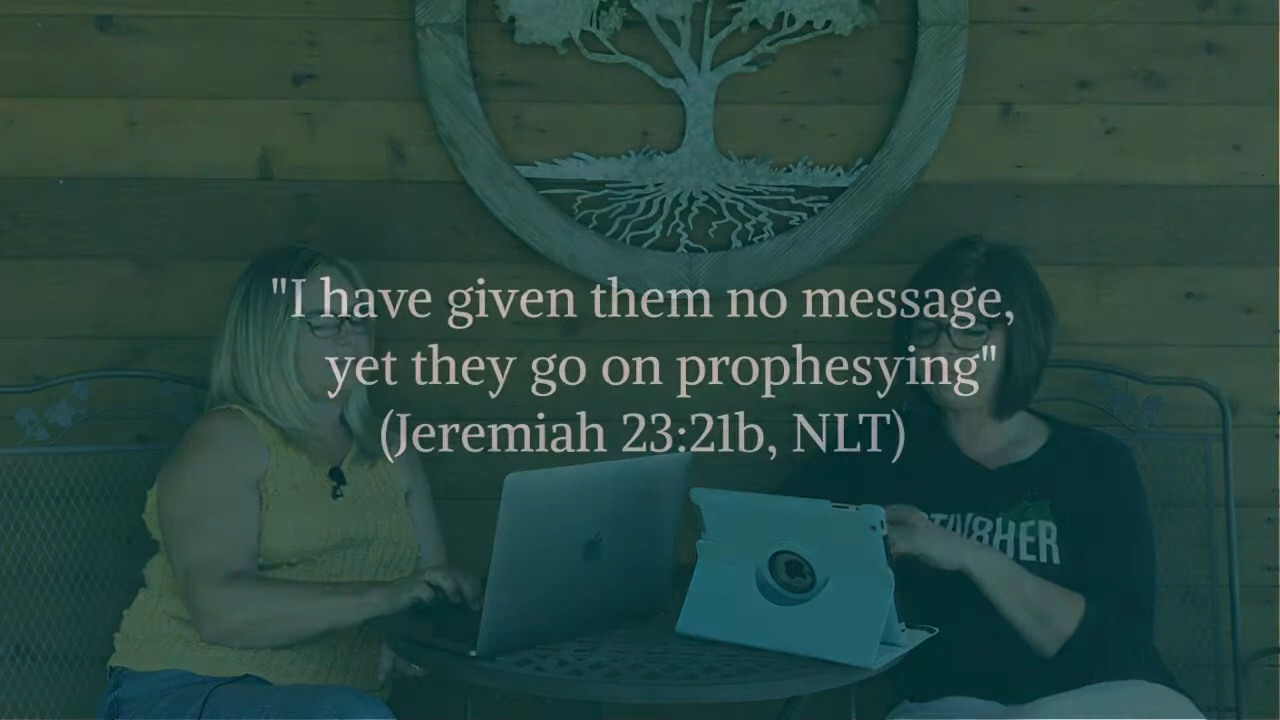 "I have given them no message,
yet they go on prophesying"
(Jeremiah 23:21b, NLT)